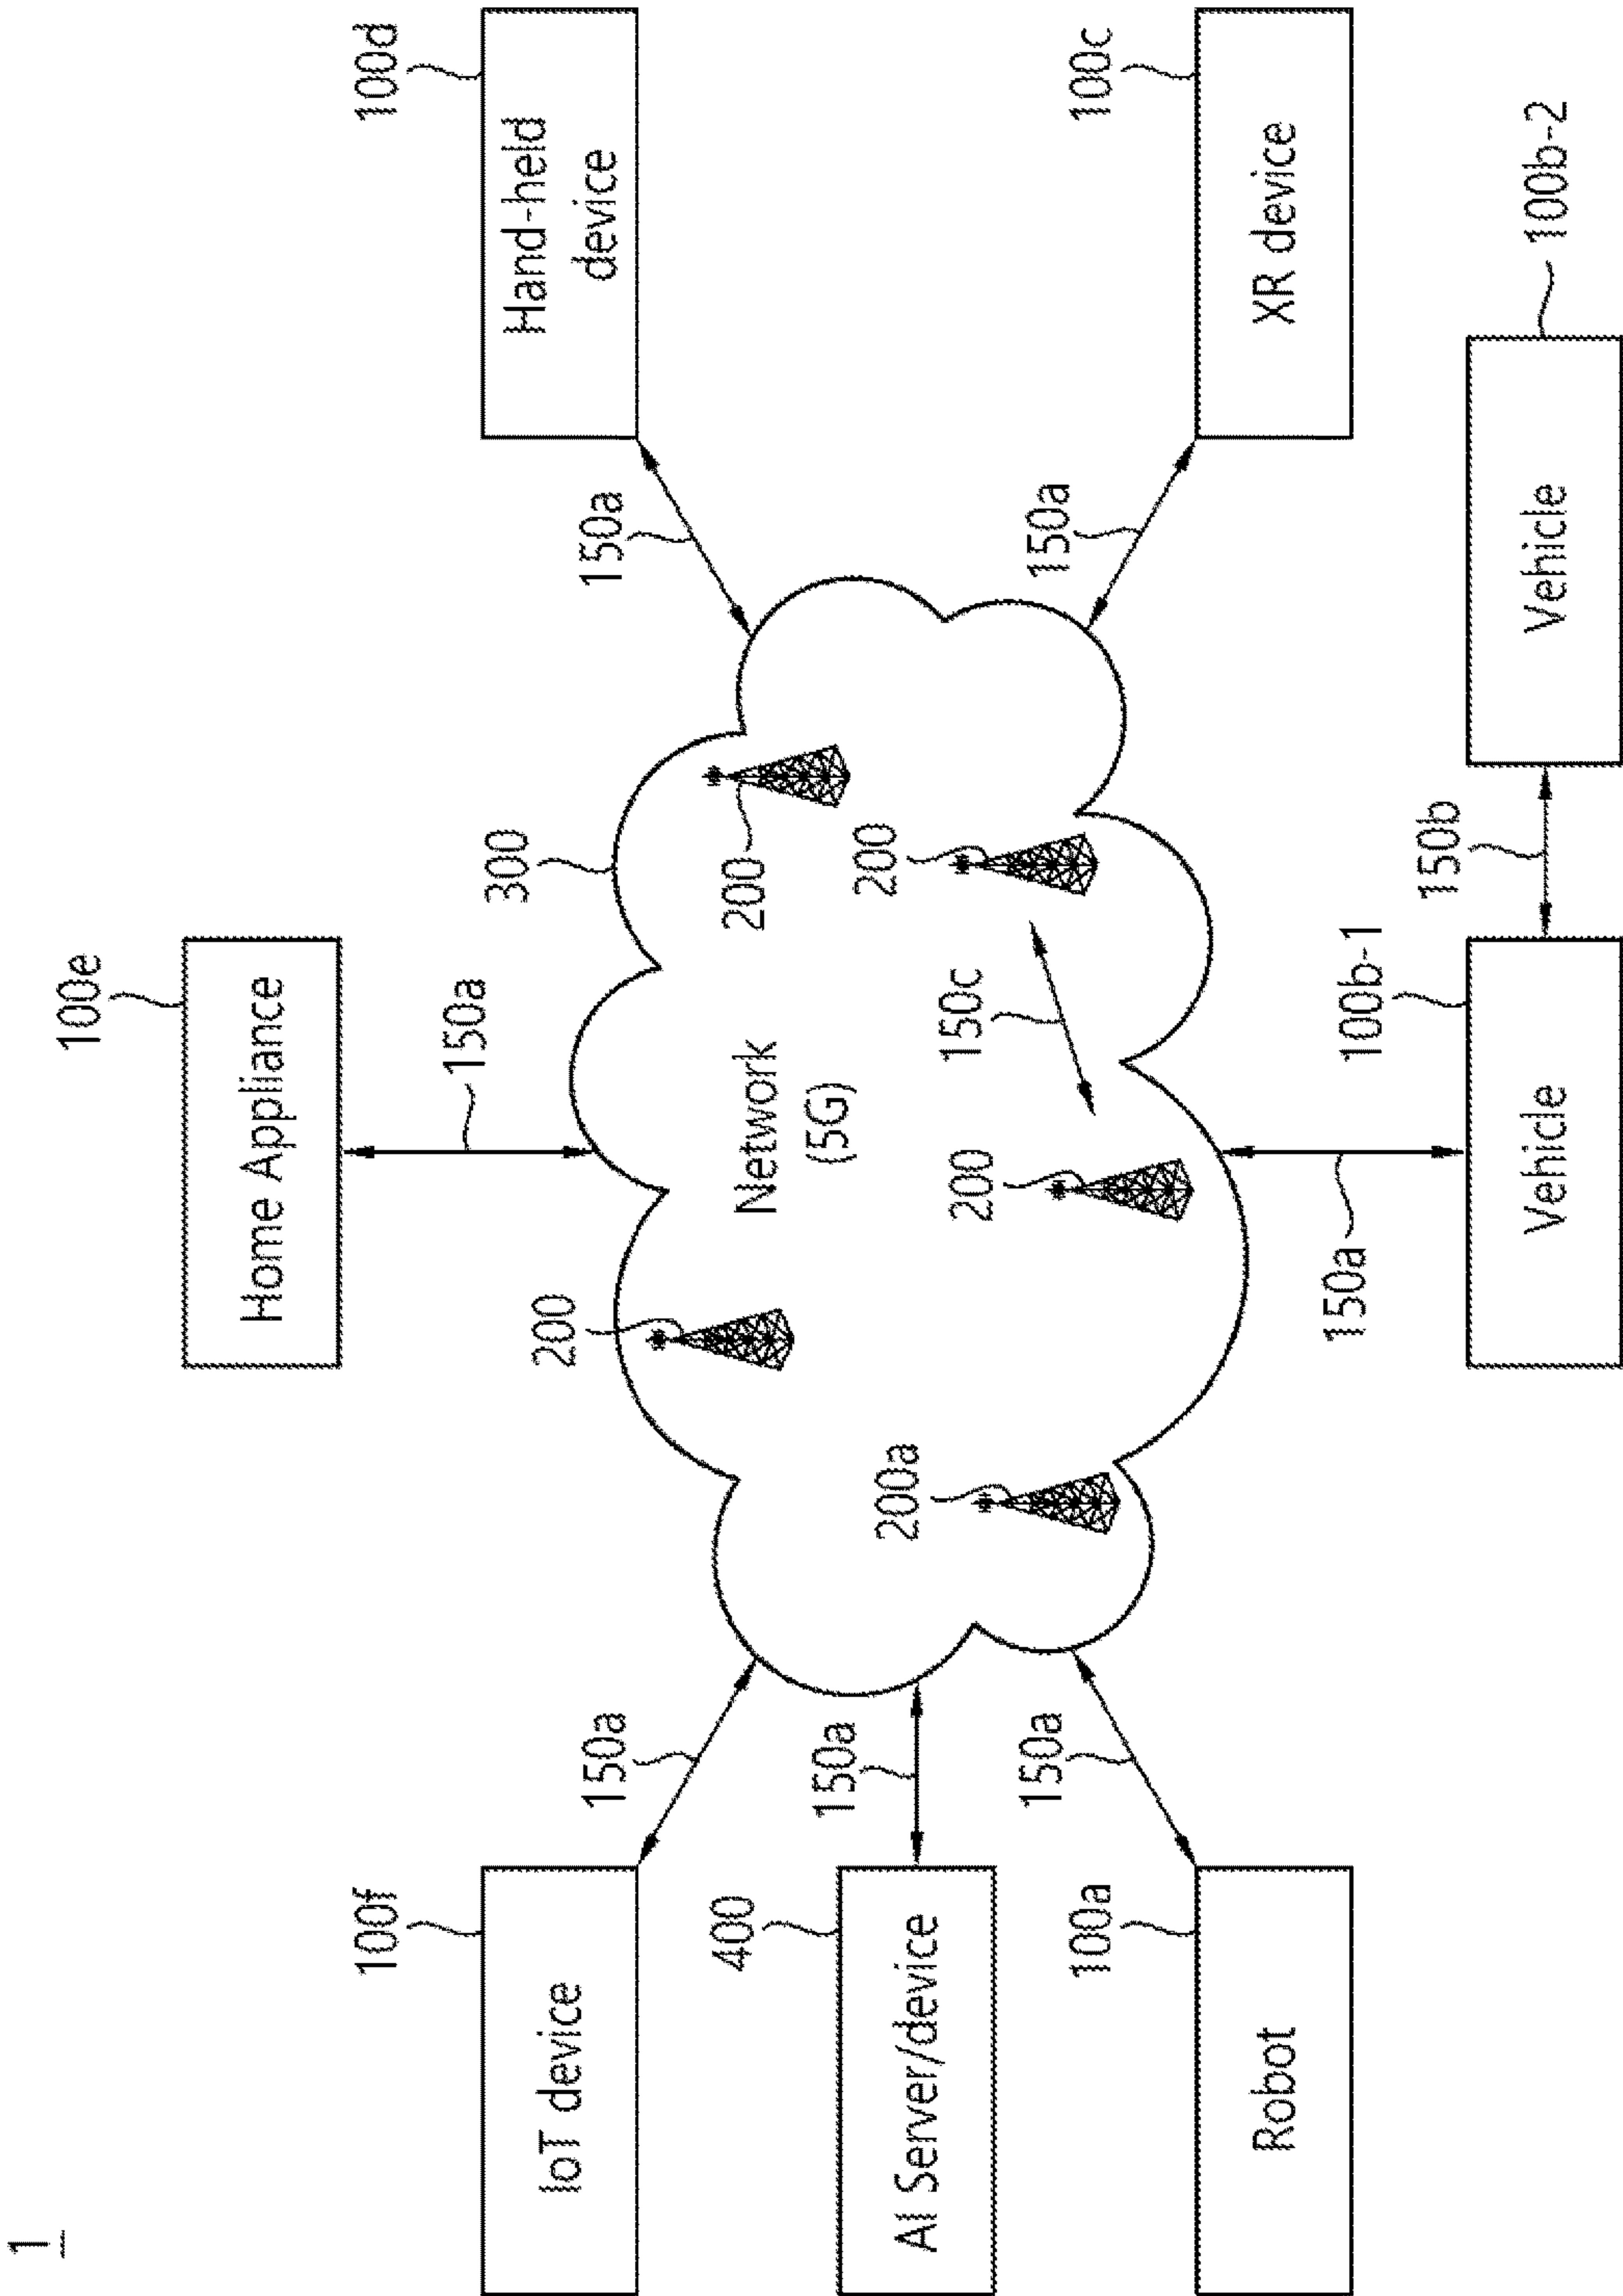 1
100e
Home Appliance
150a
100f
IoT device
150a
300
150a
100d
Hand-held
device
200
200
Network
(5G)
400
AI Server/device
150a
200a
200
150c
200
100a
Robot
150a
150a
100c
XR device
150a
100b-1
Vehicle
150b
Vehicle
100b-2